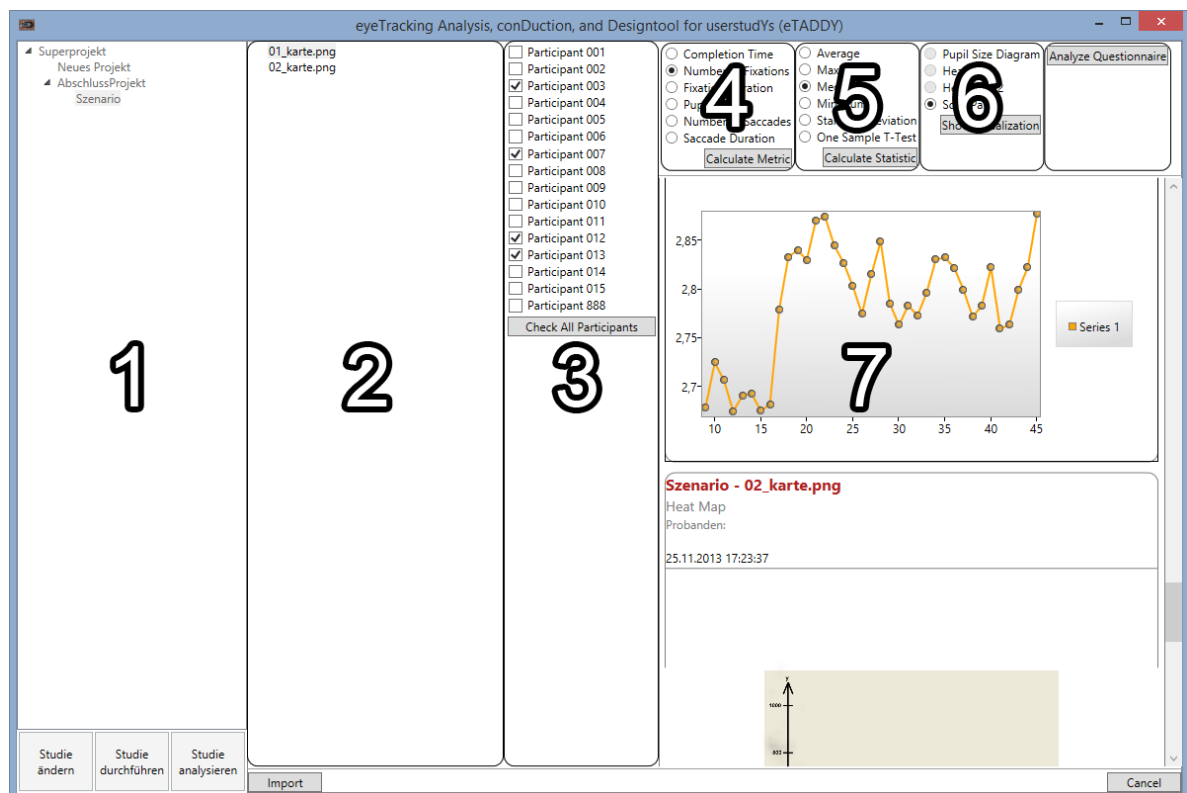 eyeTracking Analysis, conDuction, and Designtool for userstudYs (eTADDY)
Superprojekt
Neues Projekt
AbschlussProjekt
Szenario
1
Studie ändern
Studie durchführen
Studie analysieren
01_karte.png
02_karte.png
2
Import
Participant 001
Participant 002
Participant 003
Participant 004
Participant 005
Participant 006
Participant 007
Participant 008
Participant 009
Participant 010
Participant 011
Participant 012
Participant 013
Participant 014
Participant 015
Participant 888
Check All Participants
3
Completion Time
Fixations
Saccades
Saccade Duration
4
Calculate Metric
Average
One Sample T-Test
5
Calculate Statistic
Pupil Size Diagram
6
Analyze Questionnaire
2,85
2,8
2,75
2,7
10 15 20 25 30 35 40 45
Series 1
7
Szenario - 02_karte.png
Heat Map
Probanden:
25.11.2013 17:23:37
y
1000
Cancel